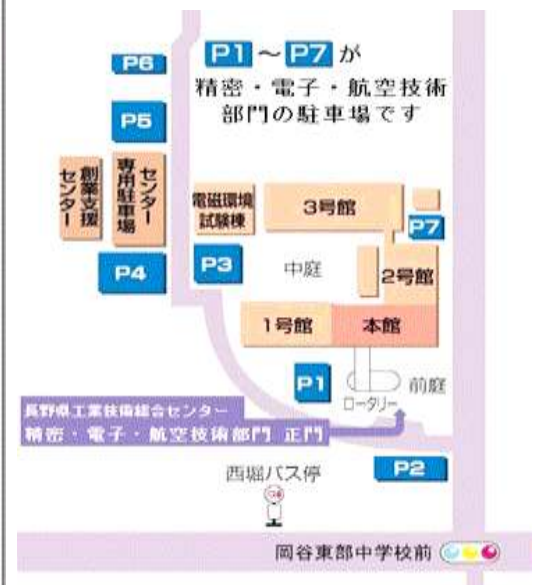 P1～P7が
精密・電子・航空技術
部門の駐車場です
P6
P5
創業支援
センター
センター
専用駐車場
電磁環境
試験棟
3号館
P7
P4
P3
中庭
2号館
1号館
本館
P1
前庭
ロータリー
長野県工業技術総合センター
精密・電子・航空技術部門 正門
P2
西堀バス停
岡谷東部中学校前